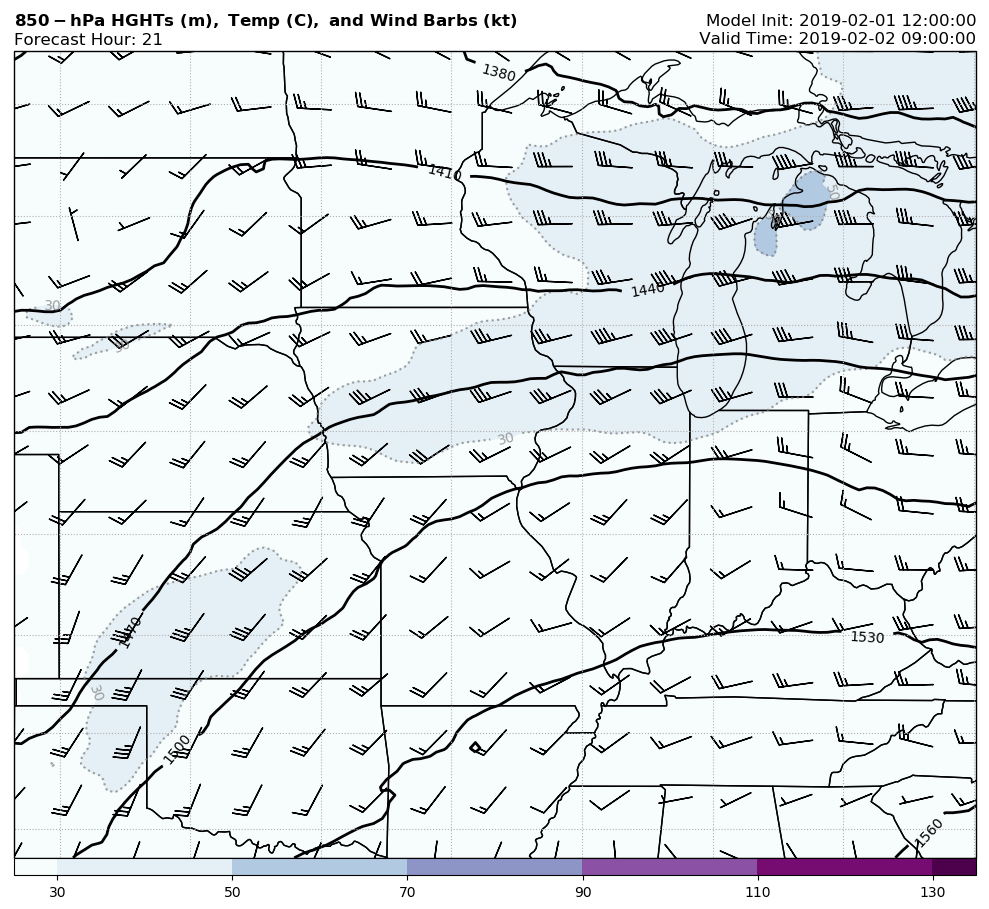 850-hPa HGHTs (m), Temp (C), and Wind Barbs (kt)
Model Init: 2019-02-01 12:00:00
Forecast Hour: 21
Valid Time: 2019-02-02 09:00:00
1380
1410
50
1440
30
30
30
1470
1530
30
1500
1560
30 50 70 90 110 130